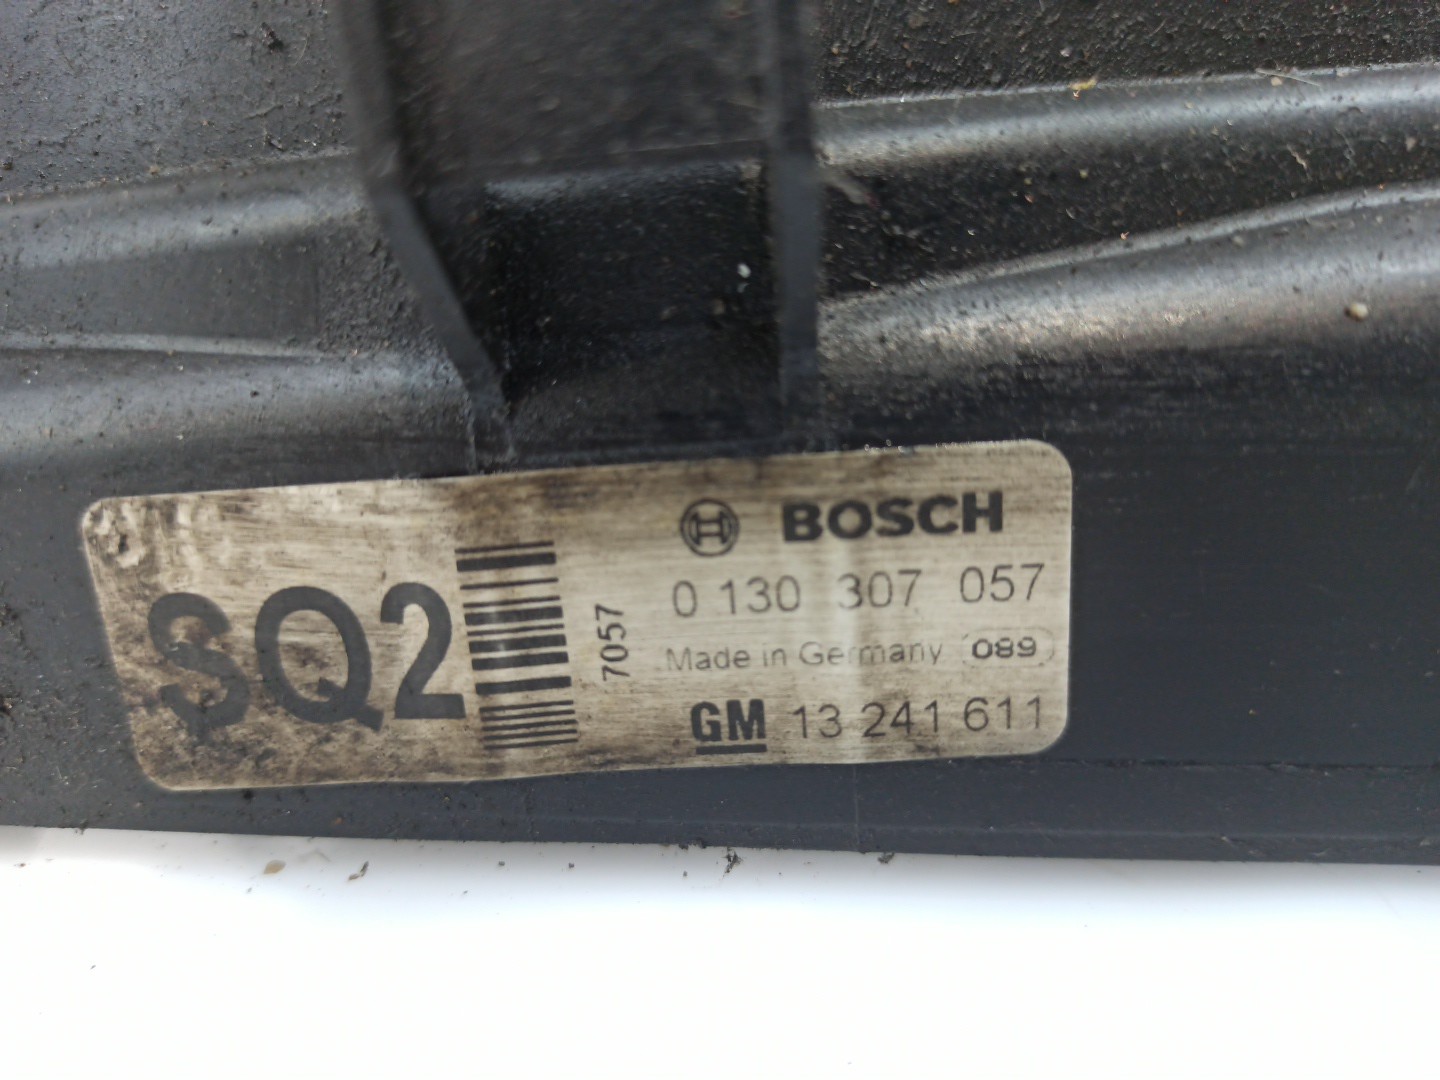 SQ2
7057
BOSCH
0 130 307 057
Made in Germany 089
GM 13 241 611